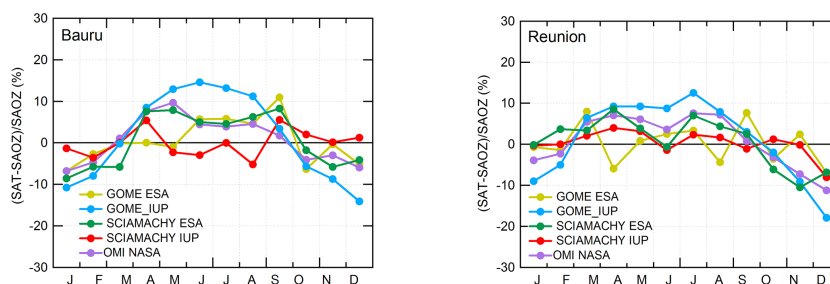 Bauru
(SAT-SAOZ)/SAOZ (%)
30
20
10
0
-10
-20
-30
GOME ESA
GOME_IUP
SCIAMACHY ESA
SCIAMACHY IUP
OMI NASA
J F M A M J J A S O N D
Reunion
(SAT-SAOZ)/SAOZ (%)
30
20
10
0
-10
-20
-30
GOME ESA
GOME_IUP
SCIAMACHY ESA
SCIAMACHY IUP
OMI NASA
J F M A M J J A S O N D